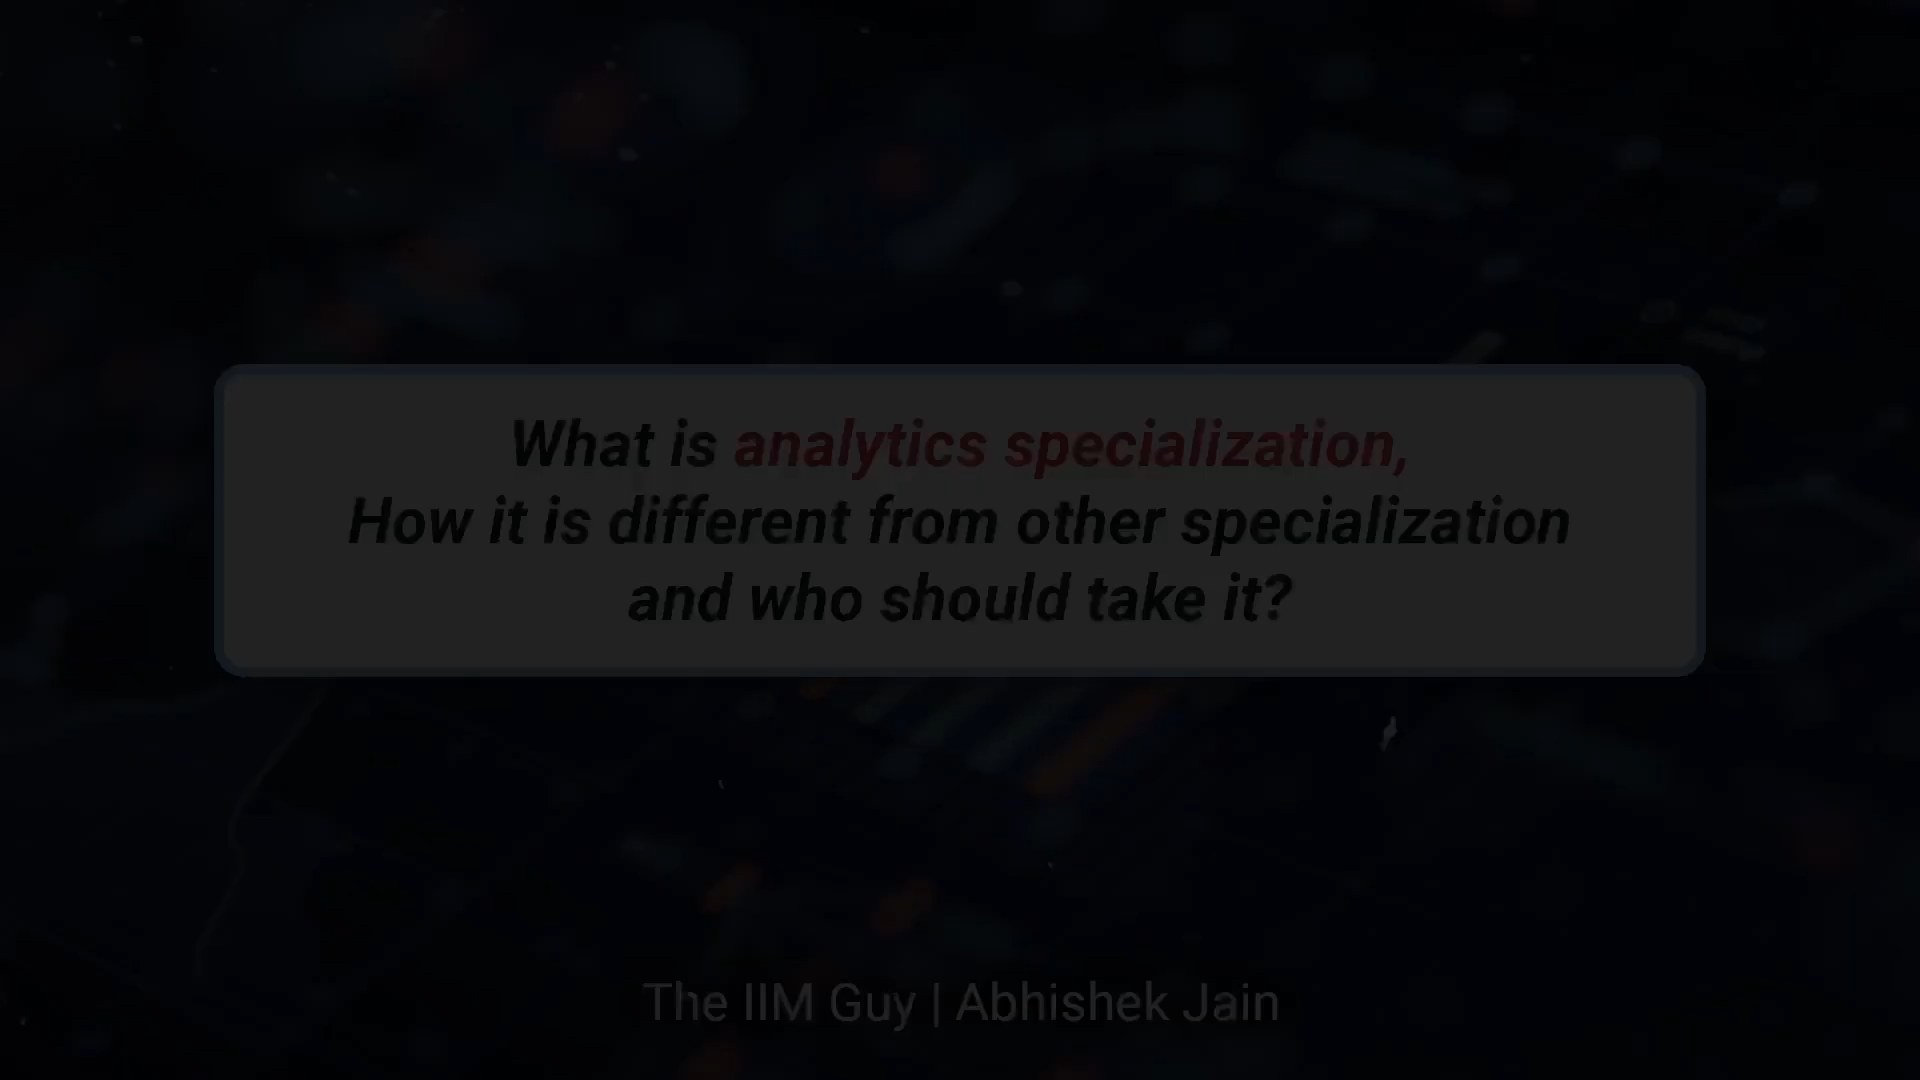 What is analytics specialization,
How it is different from other specialization
and who should take it?
The IIM Guy | Abhishek Jain